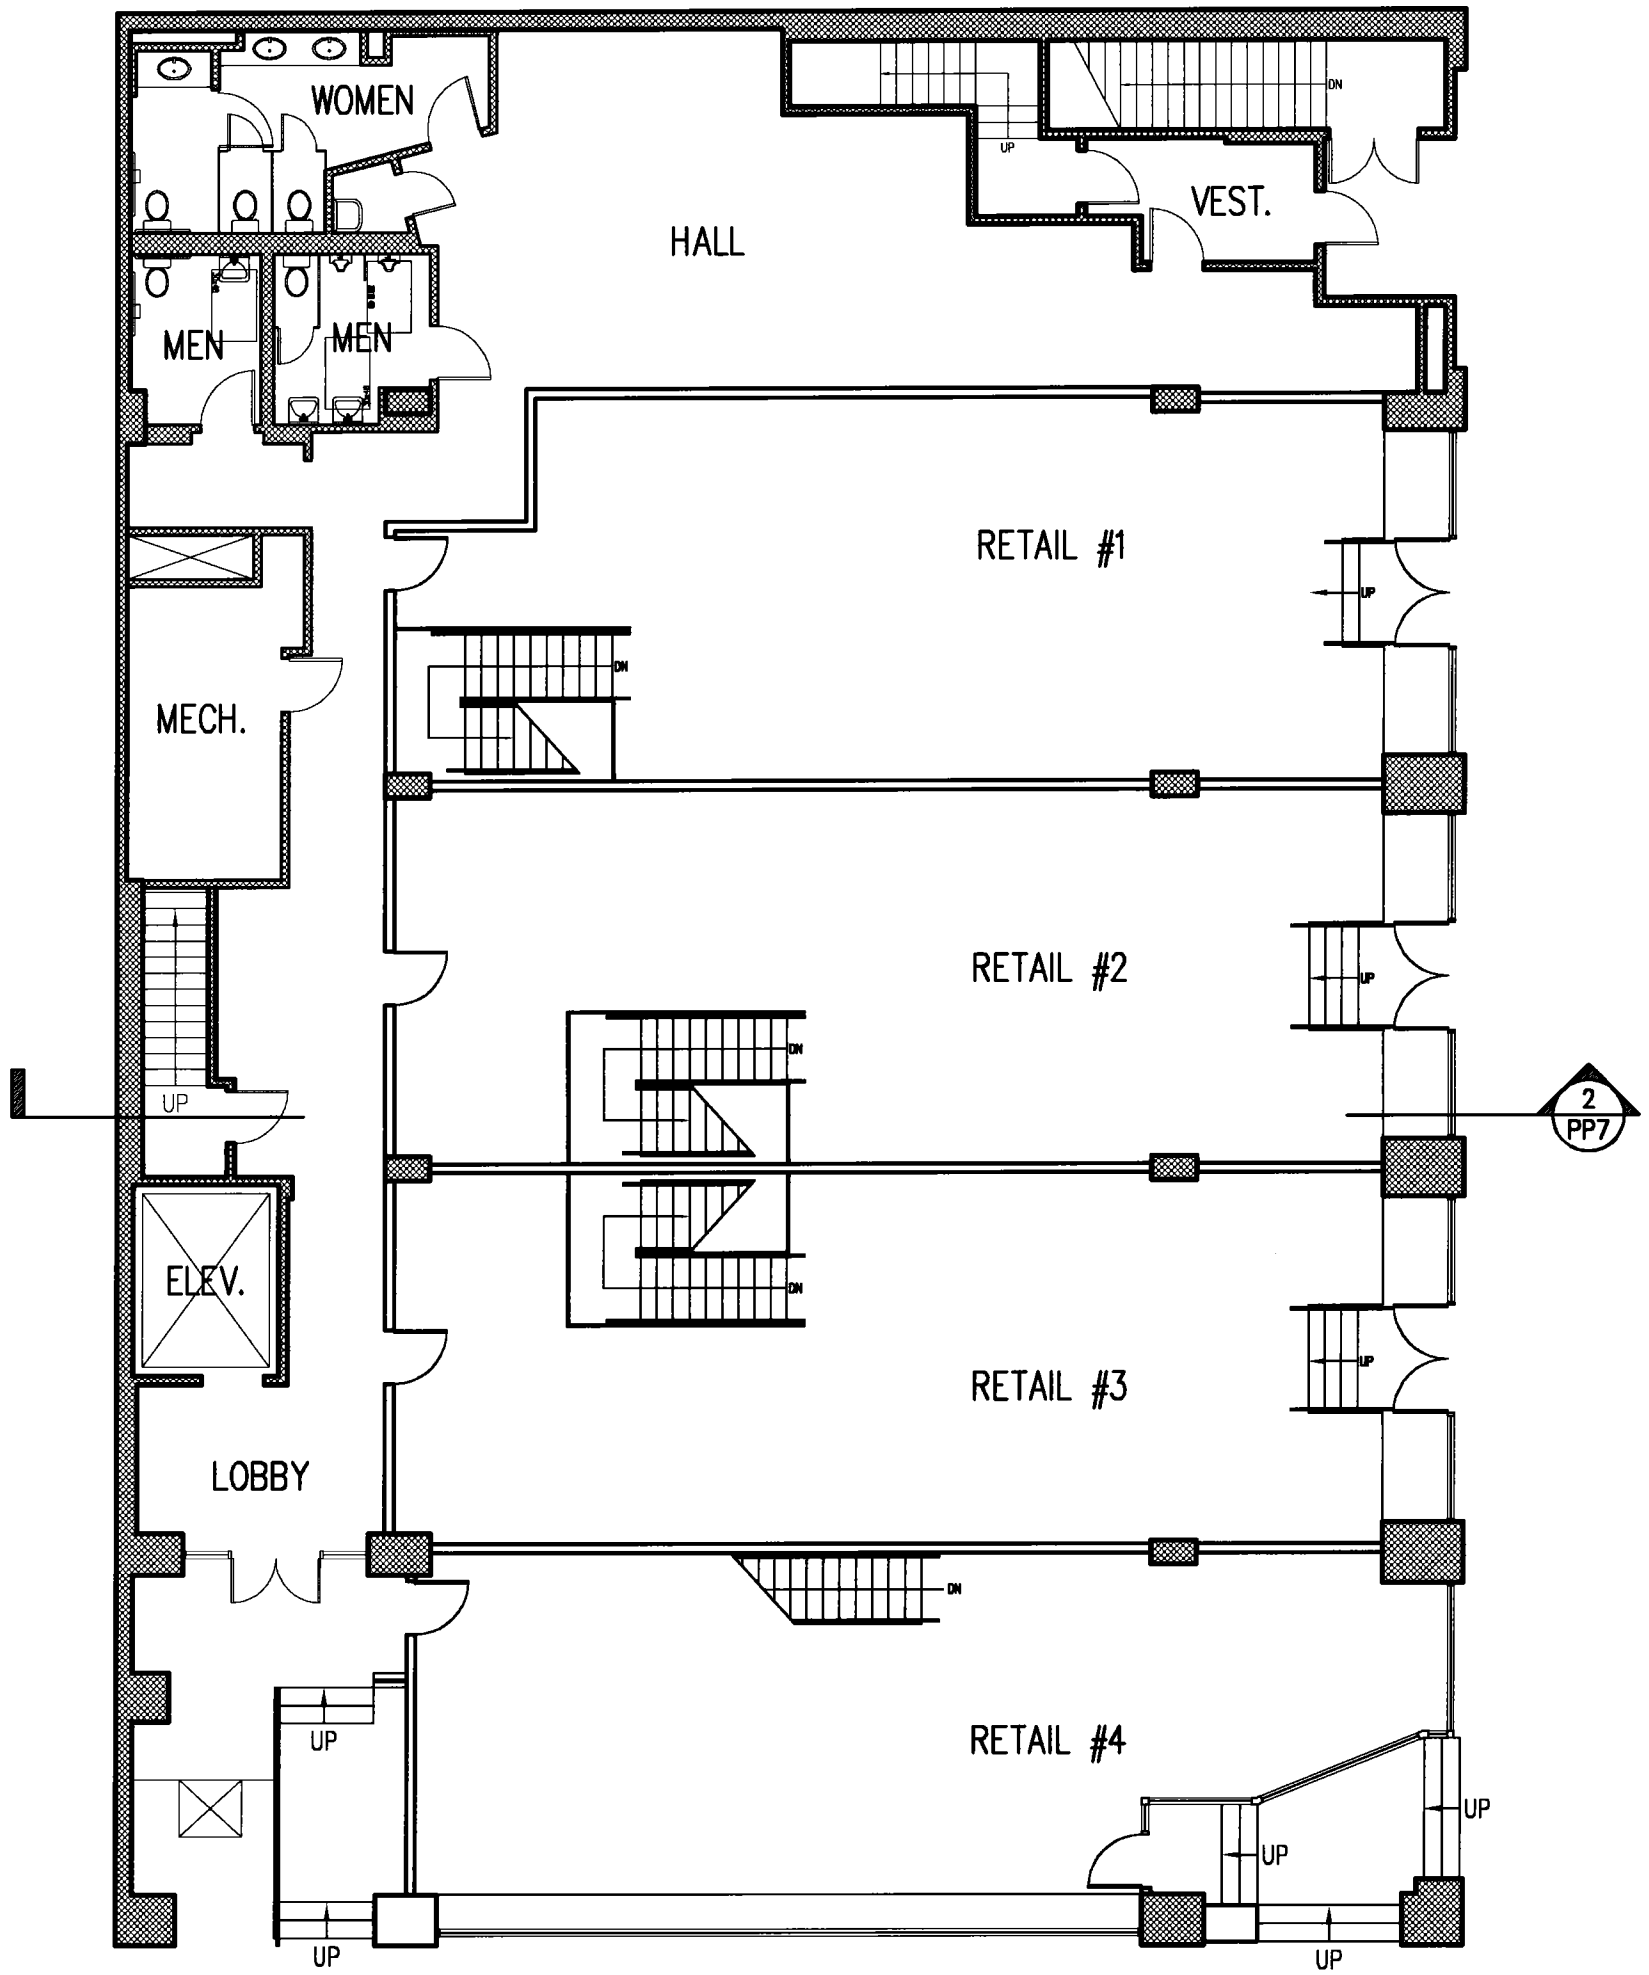 WOMEN
DN
UP
VEST.
HALL
MEN
MEN
RETAIL #1
UP
DN
MECH.
RETAIL #2
UP
DN
UP
2
PP7
ELEV.
DN
UP
RETAIL #3
LOBBY
DN
RETAIL #4
UP
UP
UP
UP
UP